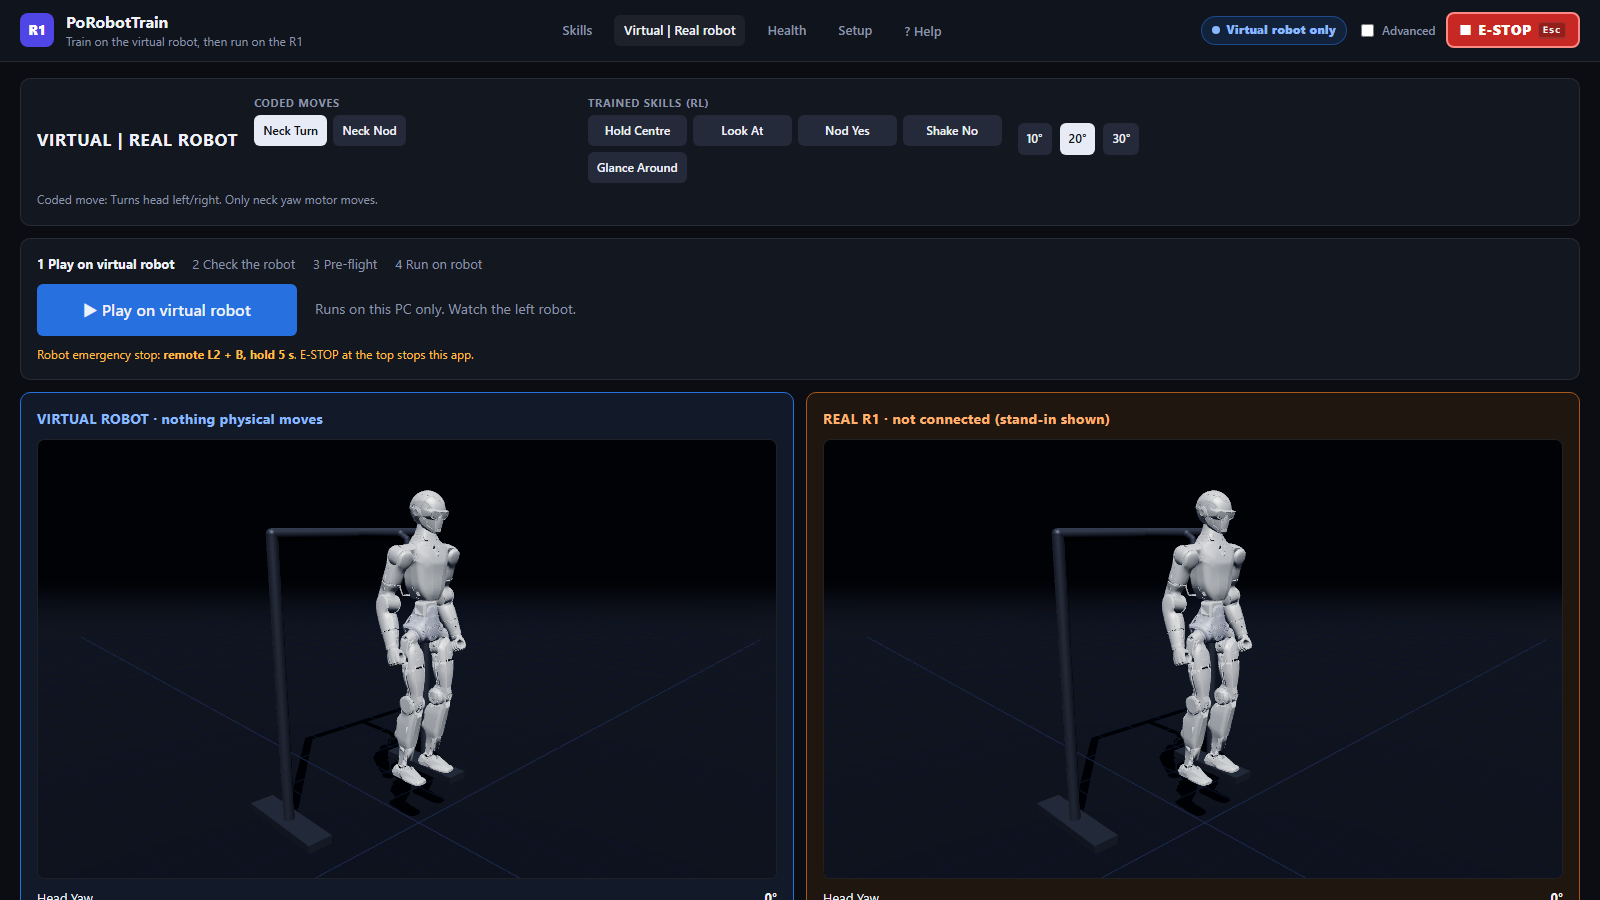 R1 PoRobotTrain
Train on the virtual robot, then run on the R1
Skills Virtual | Real robot Health Setup ? Help
Virtual robot only Advanced E-STOP Esc
VIRTUAL | REAL ROBOT
CODED MOVES
Neck Turn Neck Nod
TRAINED SKILLS (RL)
Hold Centre Look At Nod Yes Shake No
Glance Around
10° 20° 30°
Coded move: Turns head left/right. Only neck yaw motor moves.
1 Play on virtual robot 2 Check the robot 3 Pre-flight 4 Run on robot
▶ Play on virtual robot Runs on this PC only. Watch the left robot.
Robot emergency stop: remote L2 + B, hold 5 s. E-STOP at the top stops this app.
VIRTUAL ROBOT · nothing physical moves
Head Yaw 0°
REAL R1 · not connected (stand-in shown)
Head Yaw 0°